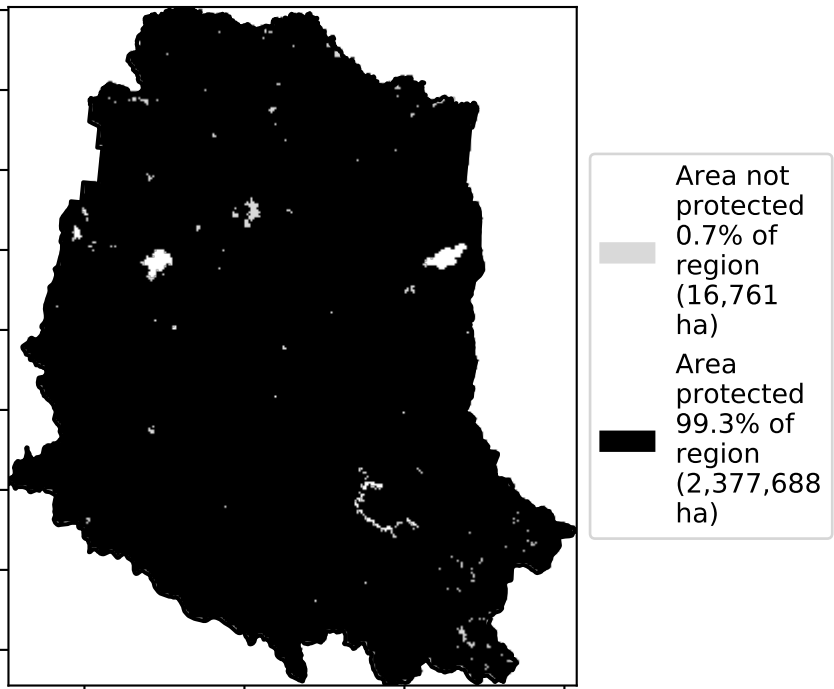 Area not
protected
0.7% of
region
(16,761
ha)
Area
protected
99.3% of
region
(2,377,688
ha)